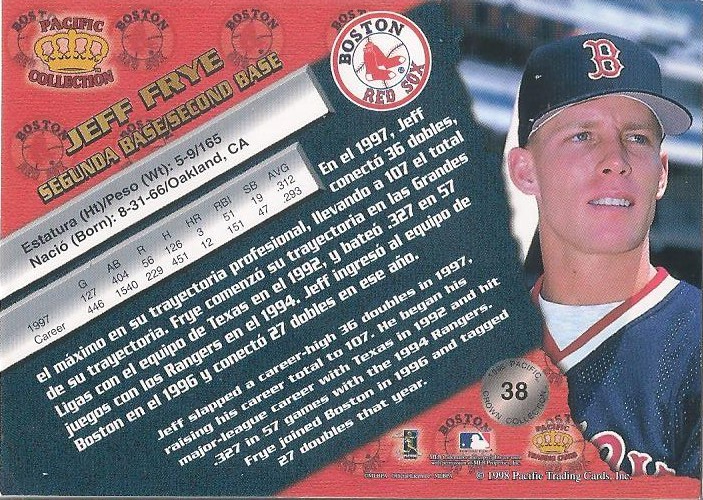 PACIFIC
COLLECTION
JEFF FRYE
SEGUNDA BASE/SECOND BASE
BOSTON
RED SOX
B
Estatura (Ht)/Peso (Wt): 5-9/165
Nació (Born): 8-31-66/Oakland, CA
G AB R H HR RBI SB AVG
1997 127 404 56 126 3 51 19 .312
Career 446 1540 229 451 12 151 47 .293
En el 1997, Jeff
conectó 36 dobles,
el máximo en su trayectoria profesional, llevando a 107 el total
de su trayectoria. Frye comenzó su trayectoria en las Grandes
Ligas con el equipo de Texas en el 1992, y bateó .327 en 57
juegos con los Rangers en el 1994. Jeff ingresó al equipo de
Boston en el 1996 y conectó 27 dobles en ese año.
Jeff slapped a career-high 36 doubles in 1997,
raising his career total to 107. He began his
major-league career with Texas in 1992 and hit
.327 in 57 games with the 1994 Rangers.
Frye joined Boston in 1996 and tagged
27 doubles that year.
1998 PACIFIC
CROWN COLLECTION
38
© 1998 Pacific Trading Cards, Inc.